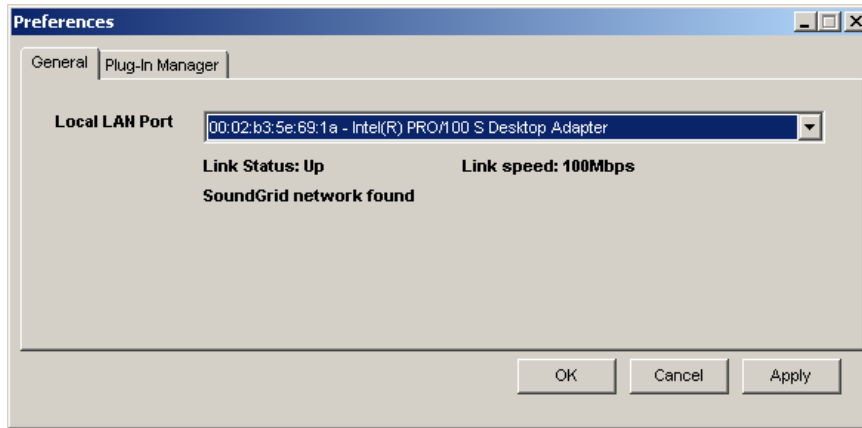 Preferences
General Plug-In Manager
Local LAN Port 00:02:b3:5e:69:1a - Intel(R) PRO/100 S Desktop Adapter
Link Status: Up Link speed: 100Mbps
SoundGrid network found
OK Cancel Apply